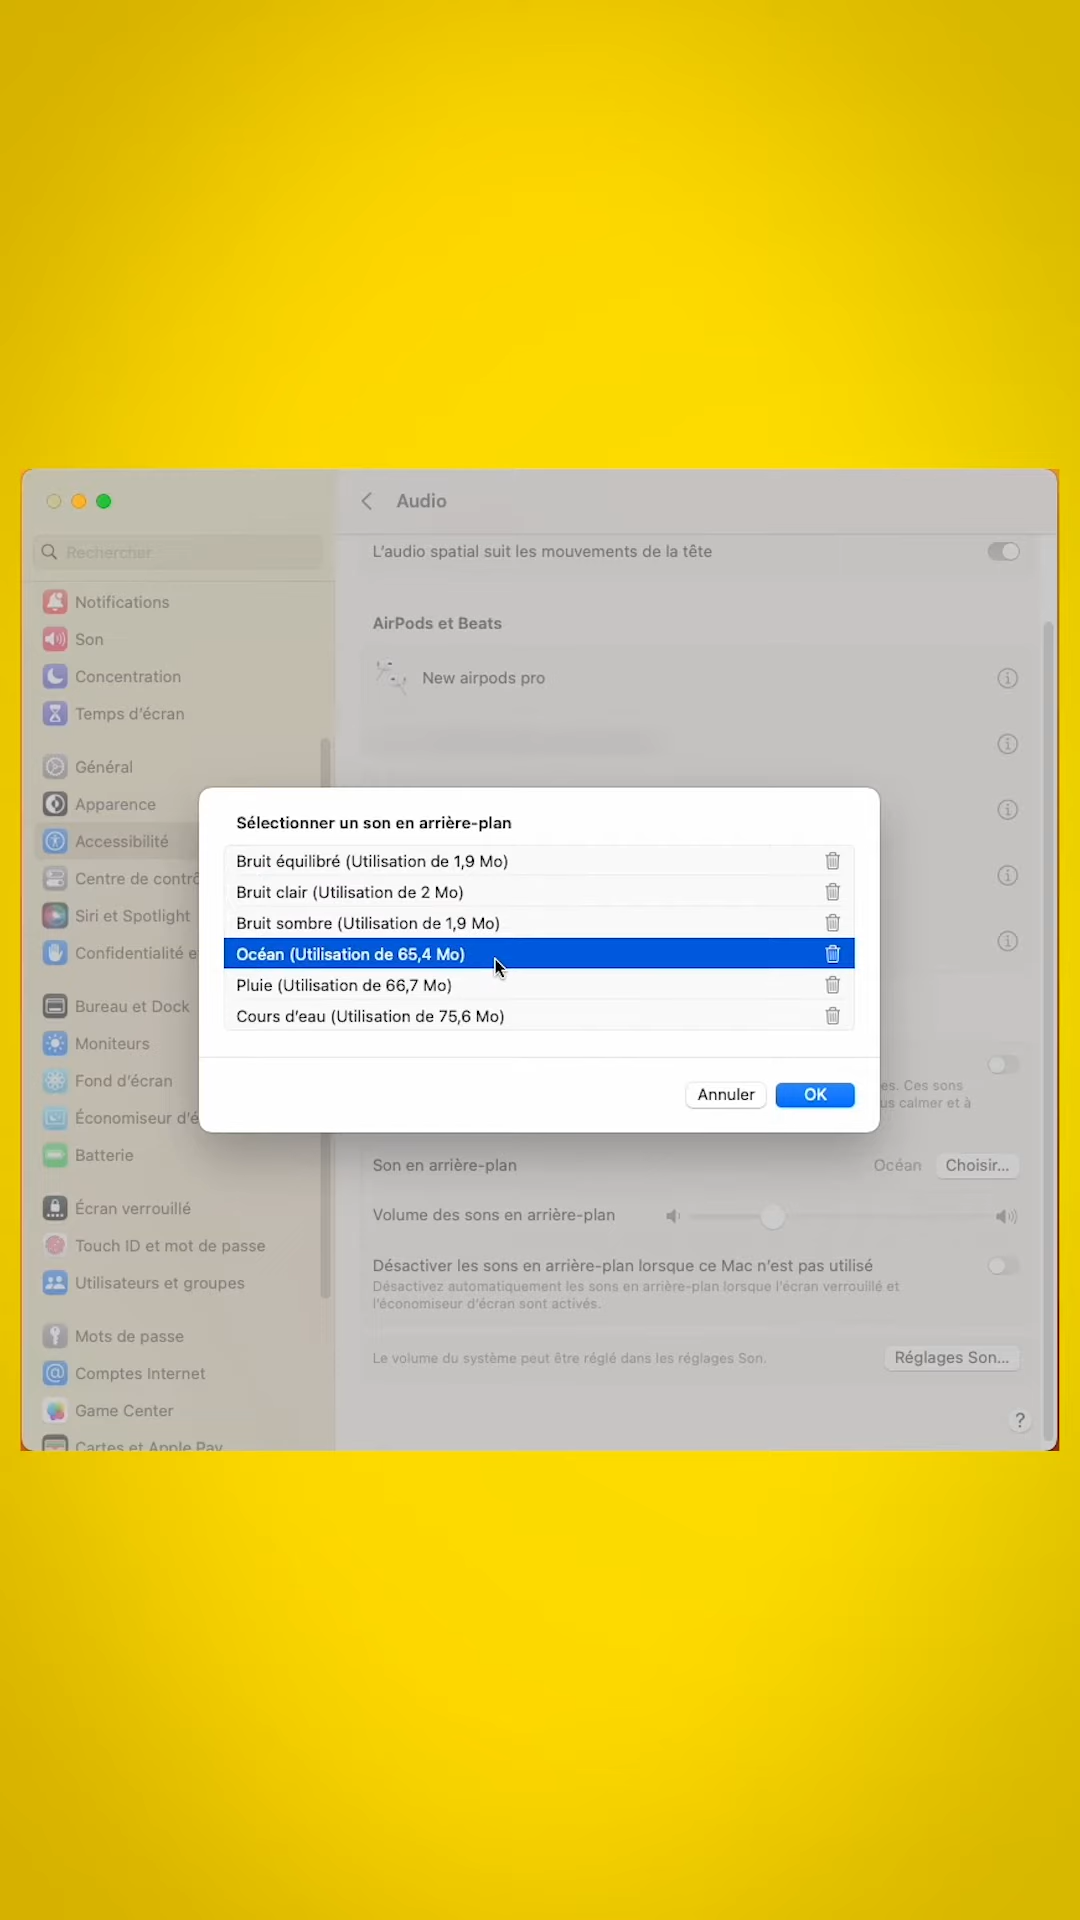 Audio
Rechercher
Notifications
Son
Concentration
Temps d'écran
Général
Apparence
Accessibilité
Centre de contrô
Siri et Spotlight
Confidentialité e
Bureau et Dock
Moniteurs
Fond d'écran
Économiseur d'é
Batterie
Écran verrouillé
Touch ID et mot de passe
Utilisateurs et groupes
Mots de passe
Comptes Internet
Game Center
Cartes et Apple Pay
L'audio spatial suit les mouvements de la tête
AirPods et Beats
New airpods pro
Sélectionner un son en arrière-plan
Bruit équilibré (Utilisation de 1,9 Mo)
Bruit clair (Utilisation de 2 Mo)
Bruit sombre (Utilisation de 1,9 Mo)
Océan (Utilisation de 65,4 Mo)
Pluie (Utilisation de 66,7 Mo)
Cours d'eau (Utilisation de 75,6 Mo)
Annuler
OK
es. Ces sons
us calmer et à
Son en arrière-plan
Océan
Choisir...
Volume des sons en arrière-plan
Désactiver les sons en arrière-plan lorsque ce Mac n'est pas utilisé
Désactivez automatiquement les sons en arrière-plan lorsque l'écran verrouillé et
l'économiseur d'écran sont activés.
Le volume du système peut être réglé dans les réglages Son.
Réglages Son...
?